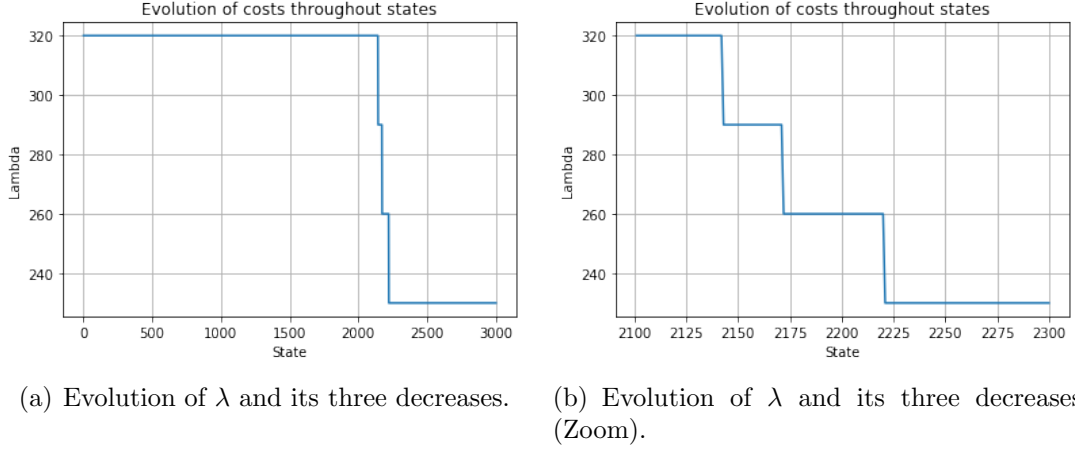 Evolution of costs throughout states
320
300
280
260
240
Lambda
0 500 1000 1500 2000 2500 3000
State
(a) Evolution of λ and its three decreases.
Evolution of costs throughout states
320
300
280
260
240
Lambda
2100 2125 2150 2175 2200 2225 2250 2275 2300
State
(b) Evolution of λ and its three decreases
(Zoom).